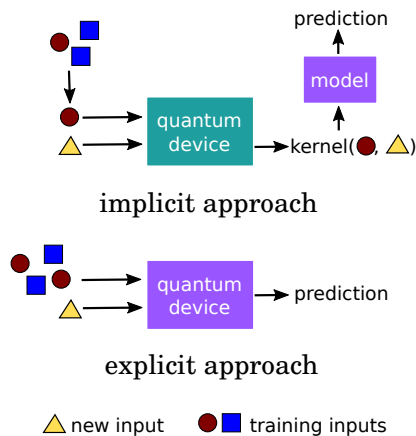 prediction
model
quantum
device
kernel( , )
implicit approach
quantum
device
prediction
explicit approach
new input
training inputs